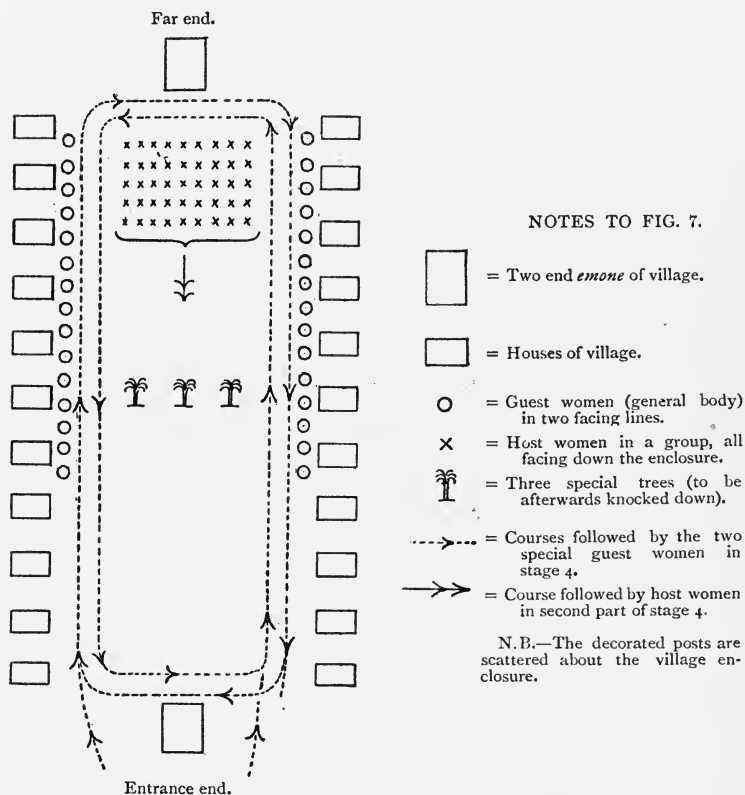 Far end.
NOTES TO FIG. 7.
= Two end emone of village.
= Houses of village.
= Guest women (general body)
in two facing lines.
= Host women in a group, all
facing down the enclosure.
= Three special trees (to be
afterwards knocked down).
= Courses followed by the two
special guest women in
stage 4.
= Course followed by host women
in second part of stage 4.
N.B.—The decorated posts are
scattered about the village en-
closure.
Entrance end.